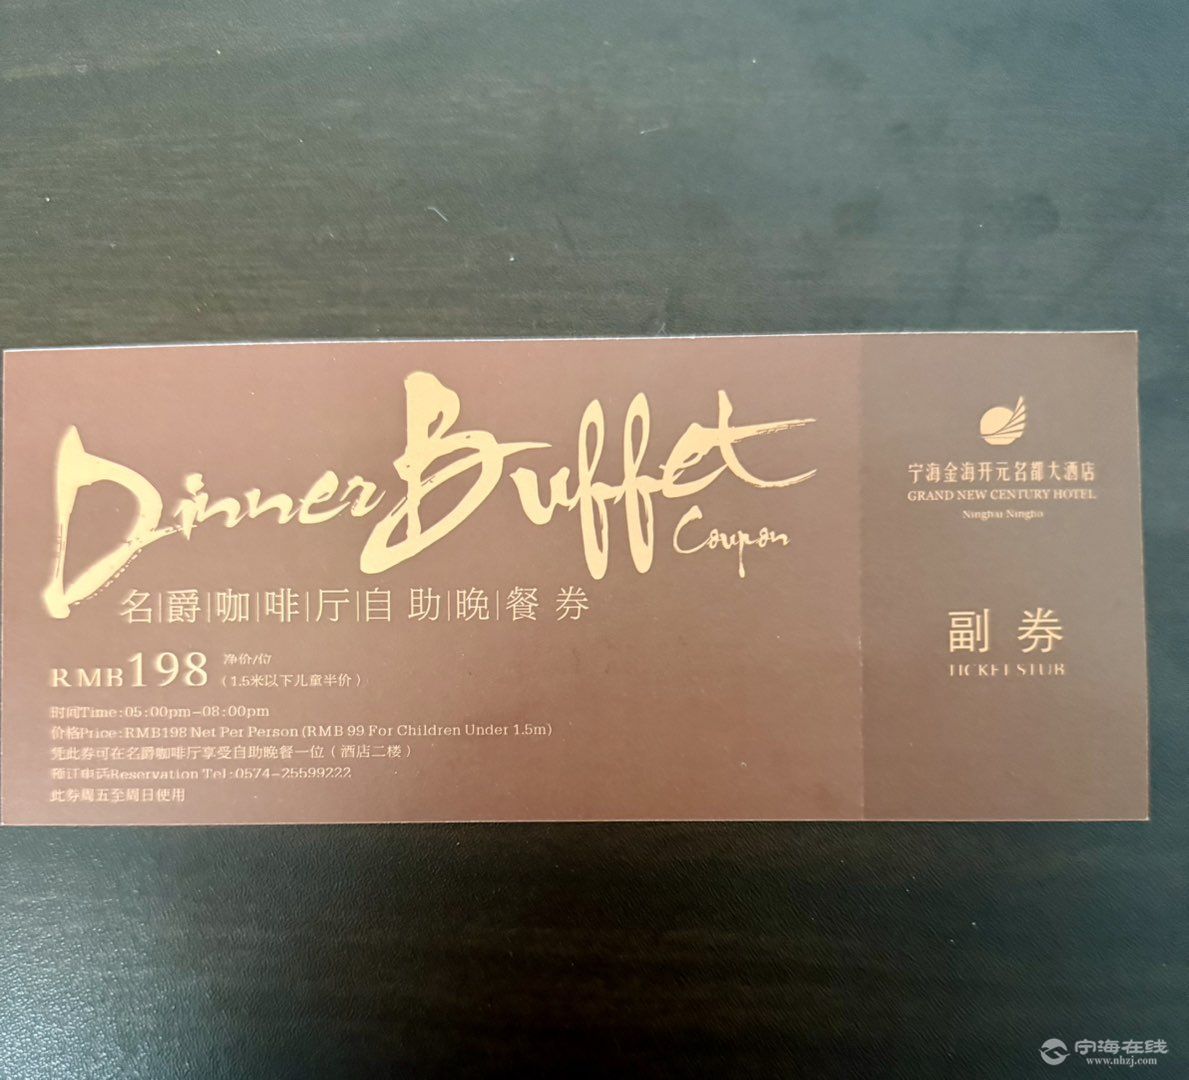 Dinner Buffet
Coupon
名爵咖啡厅自助晚餐券
RMB198 净价/位
（1.5米以下儿童半价）
时间Time:05:00pm-08:00pm
价格Price:RMB198 Net Per Person (RMB 99 For Children Under 1.5m)
凭此券可在名爵咖啡厅享受自助晚餐一位（酒店二楼）
预订电话Reservation Tel:0574-25599222
此券周五至周日使用
宁海金海开元名都大酒店
GRAND NEW CENTURY HOTEL
Ninghai Ningbo
副券
TICKET STUB
宁海在线
www.nhzj.com